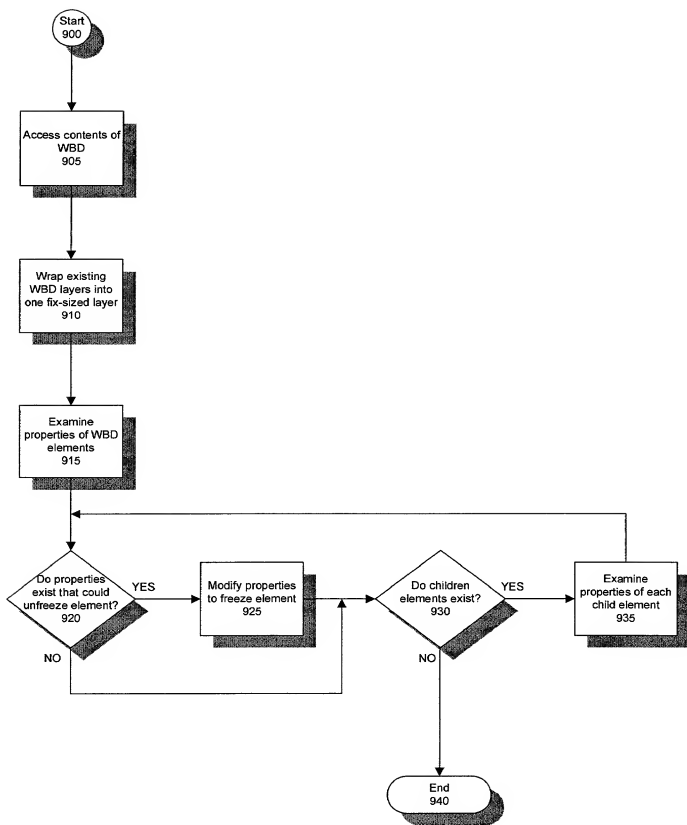 Start
900
Access contents of
WBD
905
Wrap existing
WBD layers into
one fix-sized layer
910
Examine
properties of WBD
elements
915
Do properties
exist that could
unfreeze element?
920
YES
NO
Modify properties
to freeze element
925
Do children
elements exist?
930
YES
NO
Examine
properties of each
child element
935
End
940